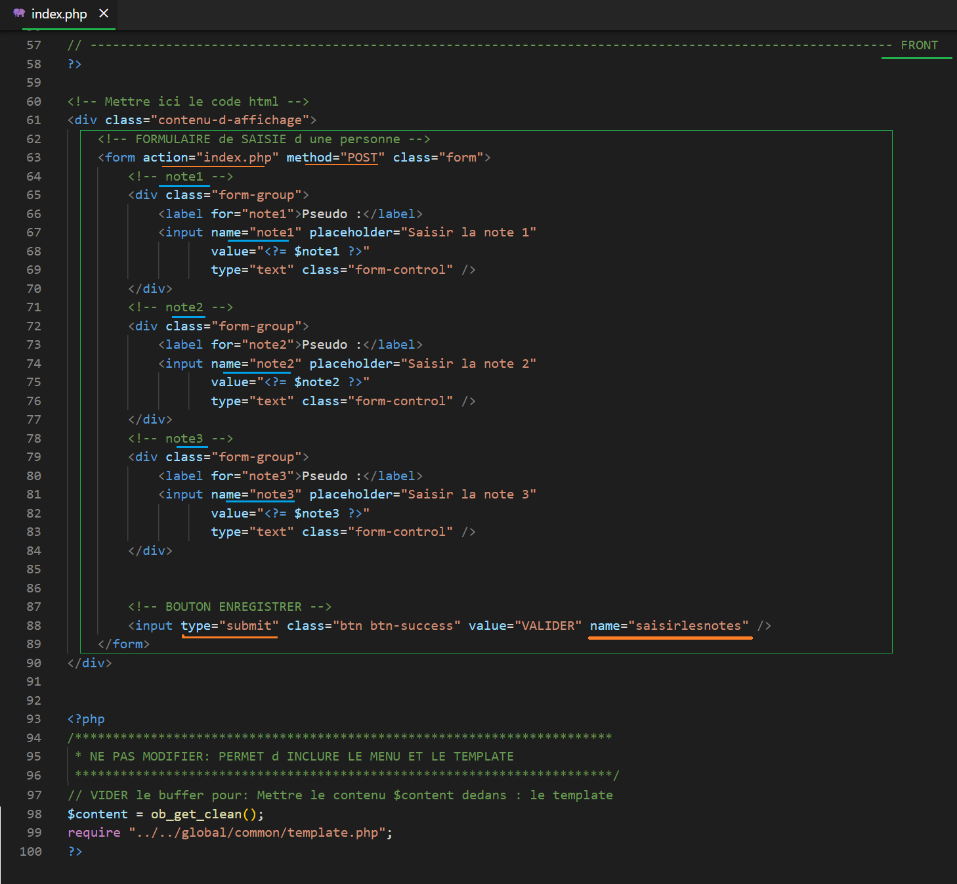 index.php ×
57 // ---------------------------------------------------------------------------------------------------------- FRONT
58 ?>
59
60 <!-- Mettre ici le code html -->
61 <div class="contenu-d-affichage">
62 <!-- FORMULAIRE de SAISIE d une personne -->
63 <form action="index.php" method="POST" class="form">
64 <!-- note1 -->
65 <div class="form-group">
66 <label for="note1">Pseudo :</label>
67 <input name="note1" placeholder="Saisir la note 1"
68 value="<?= $note1 ?>"
69 type="text" class="form-control" />
70 </div>
71 <!-- note2 -->
72 <div class="form-group">
73 <label for="note2">Pseudo :</label>
74 <input name="note2" placeholder="Saisir la note 2"
75 value="<?= $note2 ?>"
76 type="text" class="form-control" />
77 </div>
78 <!-- note3 -->
79 <div class="form-group">
80 <label for="note3">Pseudo :</label>
81 <input name="note3" placeholder="Saisir la note 3"
82 value="<?= $note3 ?>"
83 type="text" class="form-control" />
84 </div>
85
86
87 <!-- BOUTON ENREGISTRER -->
88 <input type="submit" class="btn btn-success" value="VALIDER" name="saisirlesnotes" />
89 </form>
90 </div>
91
92
93 <?php
94 /***********************************************************************
95 * NE PAS MODIFIER: PERMET d INCLURE LE MENU ET LE TEMPLATE
96 ***********************************************************************/
97 // VIDER le buffer pour: Mettre le contenu $content dedans : le template
98 $content = ob_get_clean();
99 require "../../global/common/template.php";
100 ?>